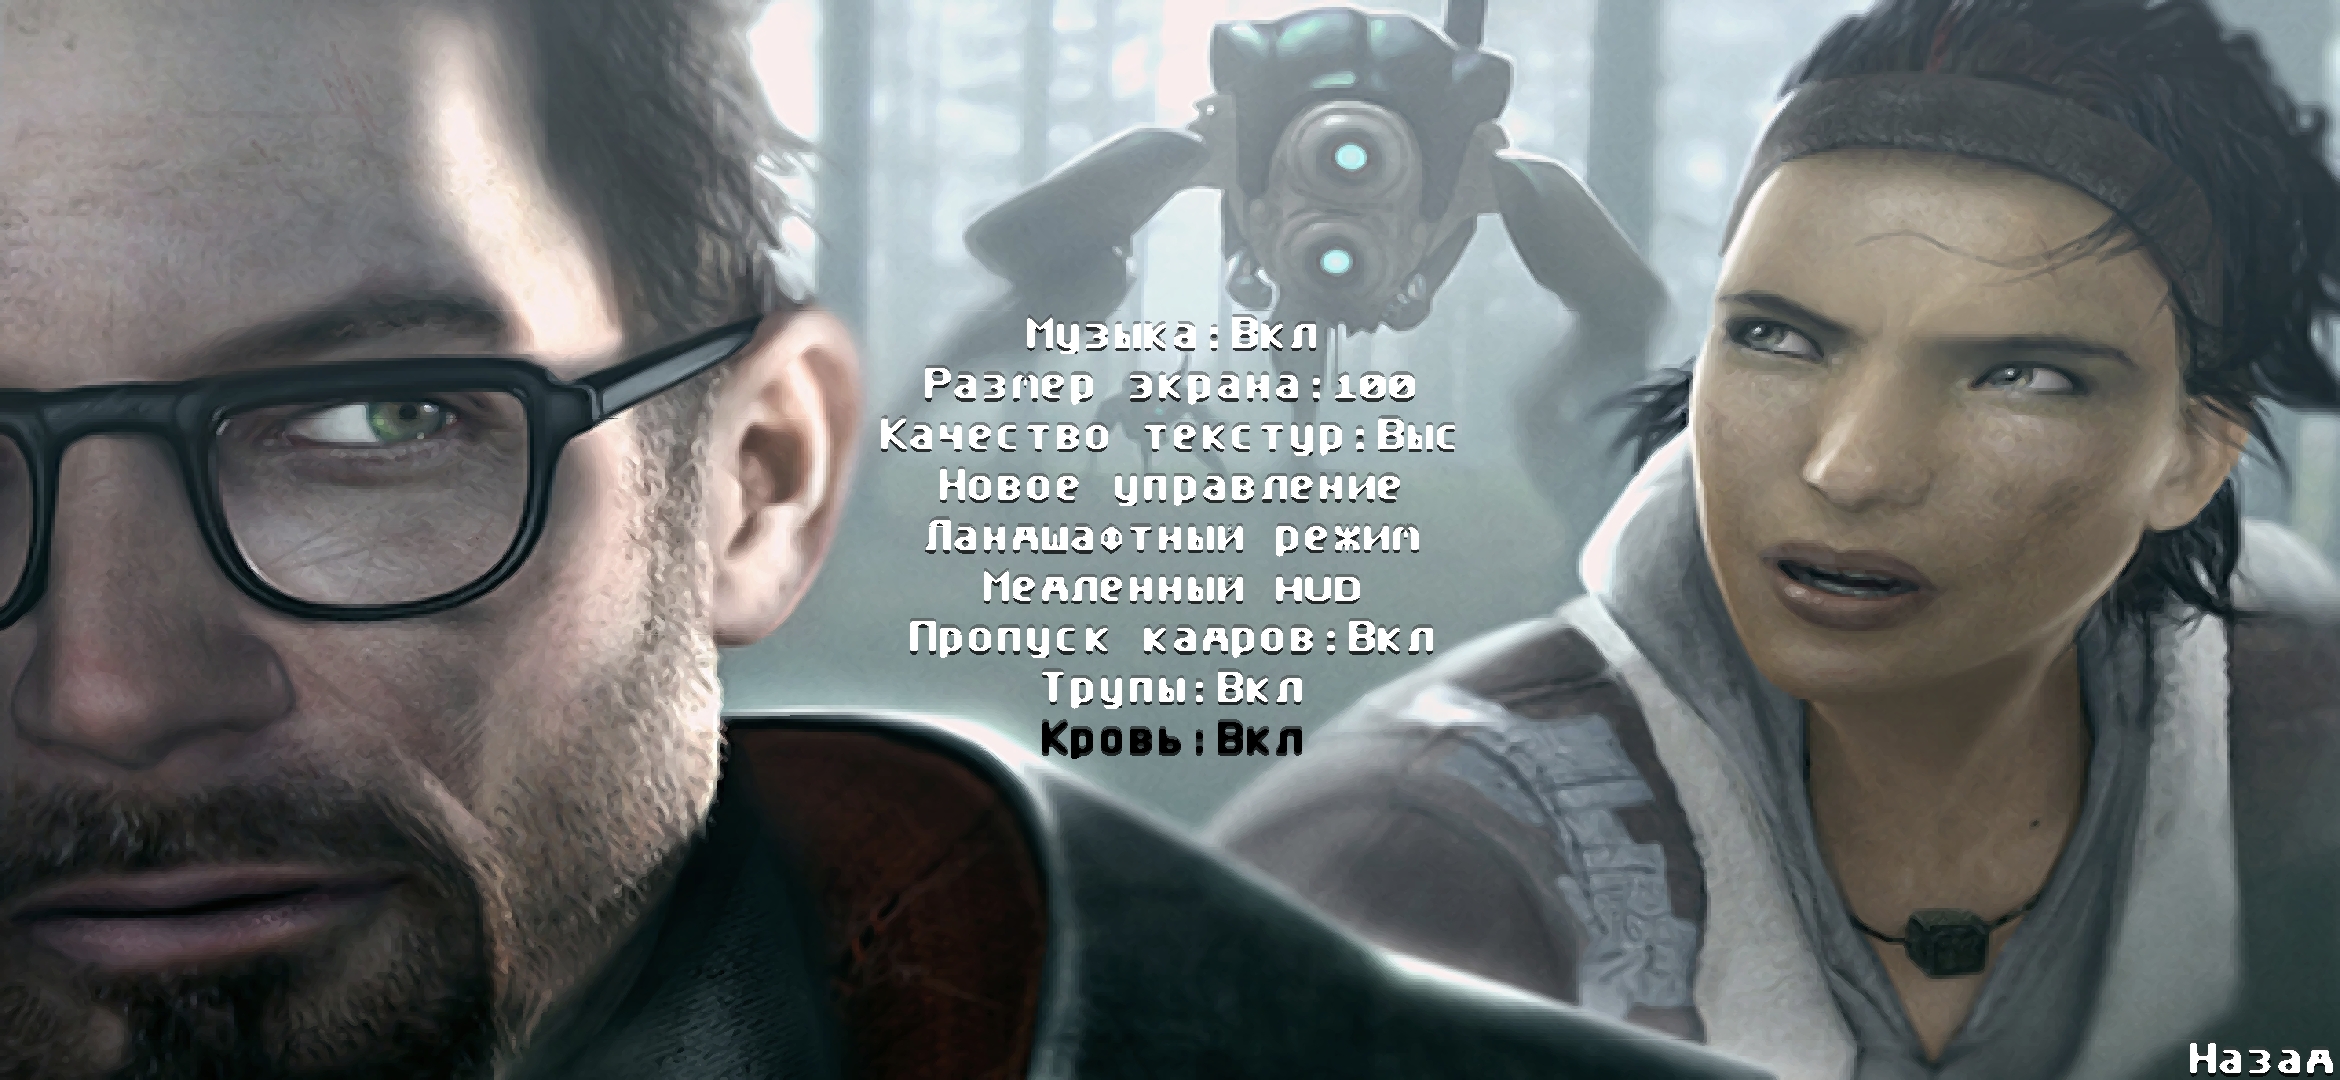 Музыка:Вкл
Размер экрана:100
Качество текстур:Выс
Новое управление
Ландшафтный режим
Медленный HUD
Пропуск кадров:Вкл
Трупы:Вкл
Кровь:Вкл
Назад